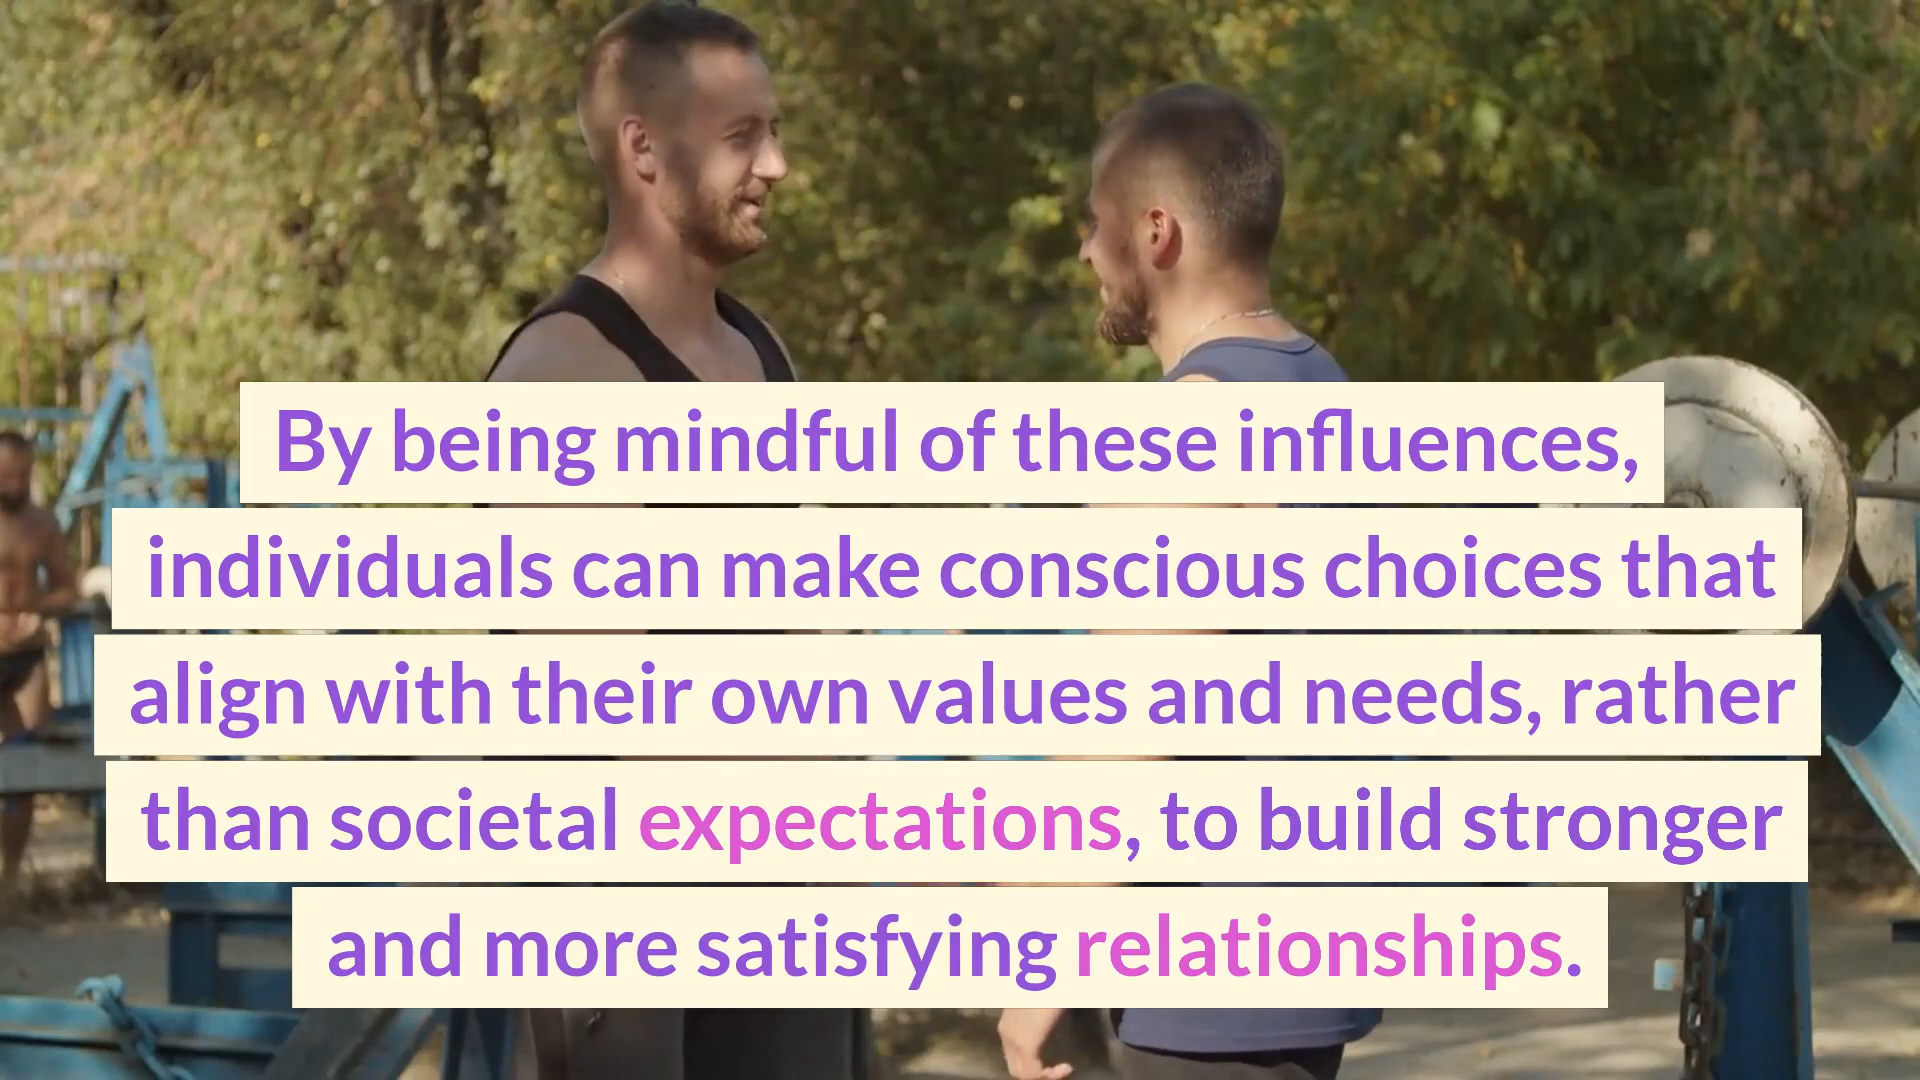 By being mindful of these influences,
individuals can make conscious choices that
align with their own values and needs, rather
than societal expectations, to build stronger
and more satisfying relationships.